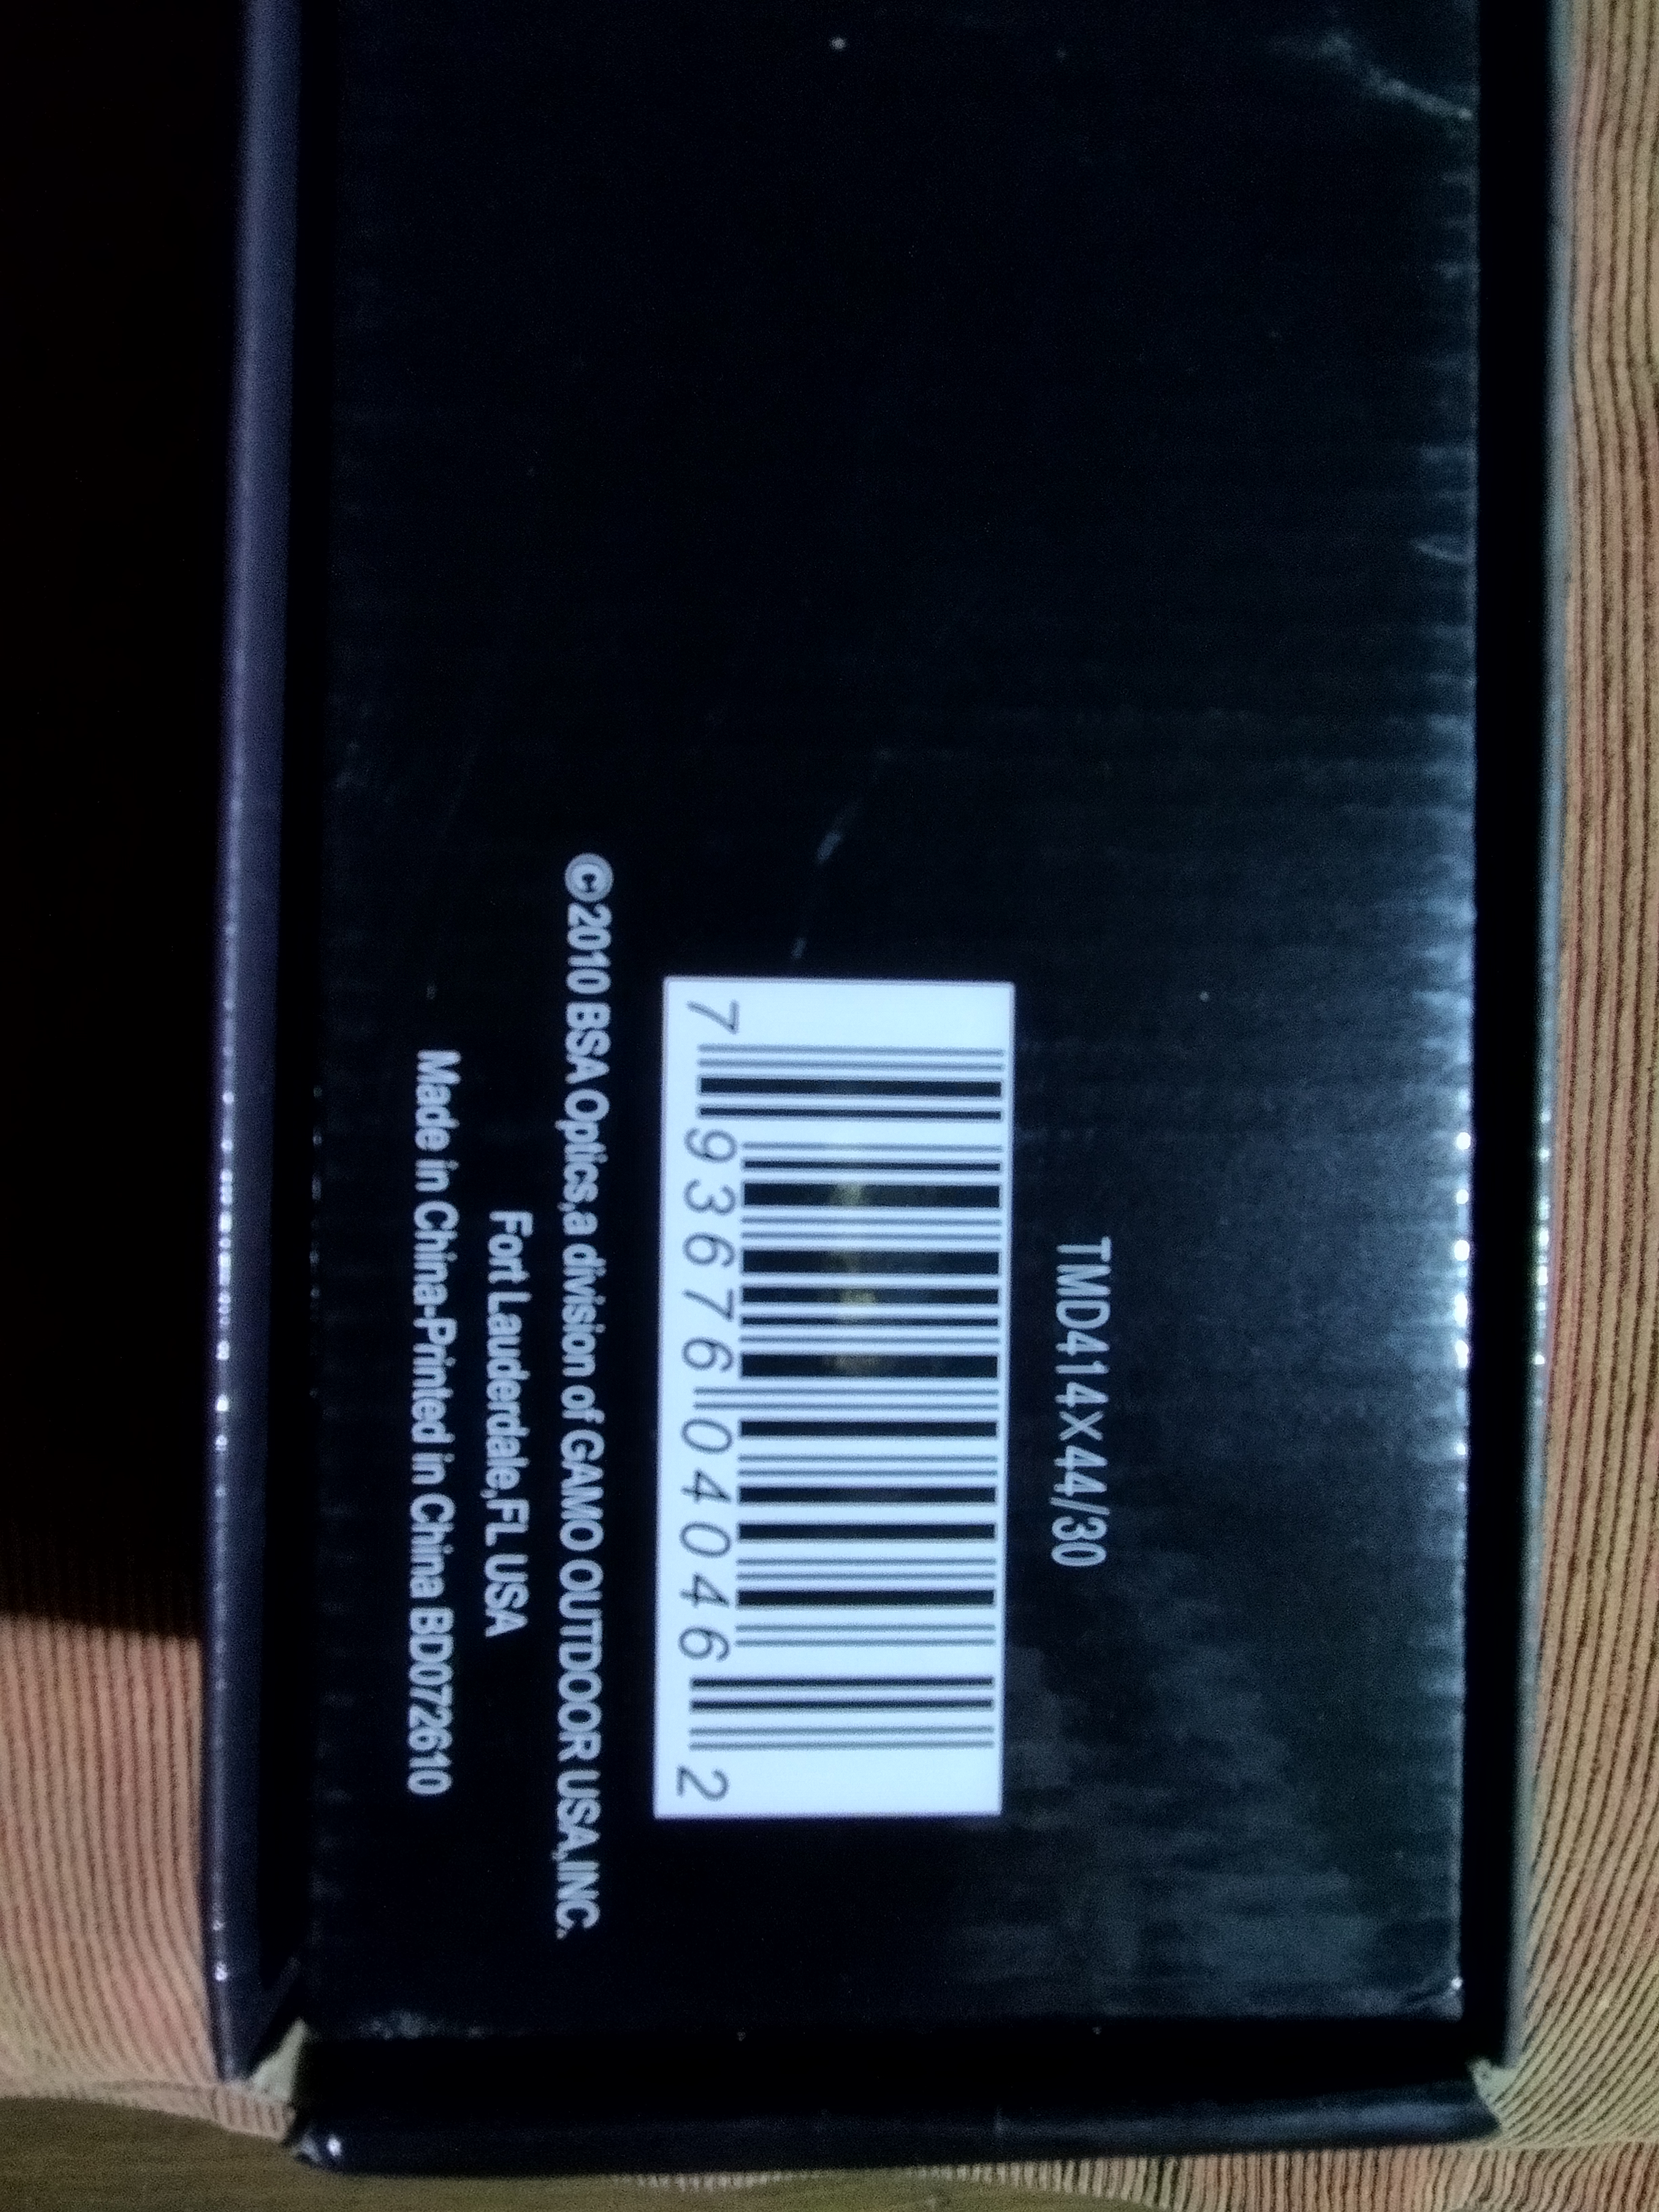 TMD414X44/30
7 93676 04046 2
©2010 BSA Optics,a division of GAMO OUTDOOR USA,INC.
Fort Lauderdale,FL USA
Made in China-Printed in China BD072610